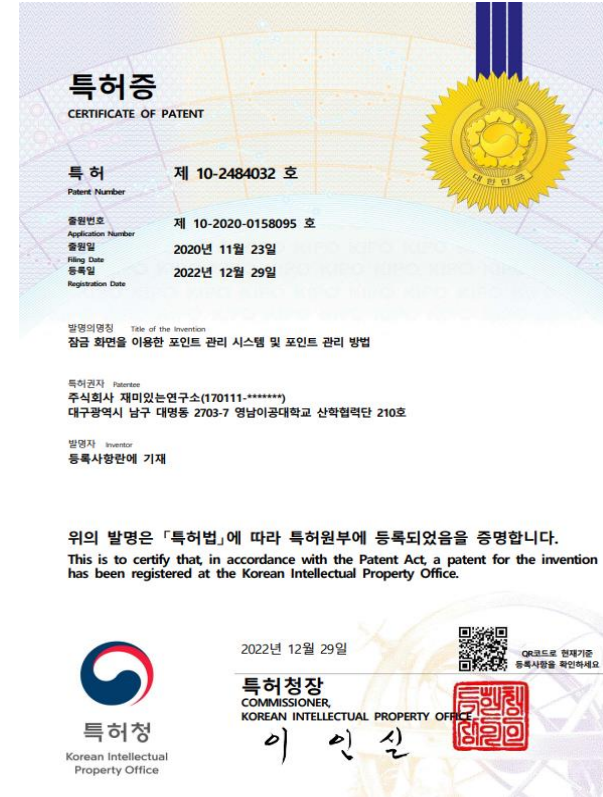 특허증
CERTIFICATE OF PATENT
대한민국
특 허 제 10-2484032 호
Patent Number
출원번호 제 10-2020-0158095 호
Application Number
출원일 2020년 11월 23일
Filing Date
등록일 2022년 12월 29일
Registration Date
발명의명칭 Title of the Invention
잠금 화면을 이용한 포인트 관리 시스템 및 포인트 관리 방법
특허권자 Patentee
주식회사 재미있는연구소(170111-*******)
대구광역시 남구 대명동 2703-7 영남이공대학교 산학협력단 210호
발명자 Inventor
등록사항란에 기재
위의 발명은 「특허법」에 따라 특허원부에 등록되었음을 증명합니다.
This is to certify that, in accordance with the Patent Act, a patent for the invention
has been registered at the Korean Intellectual Property Office.
2022년 12월 29일
QR코드로 현재기준
등록사항을 확인하세요
특허청장
COMMISSIONER,
KOREAN INTELLECTUAL PROPERTY OFFICE
이 인 실
특허청장의인
특허청
Korean Intellectual
Property Office